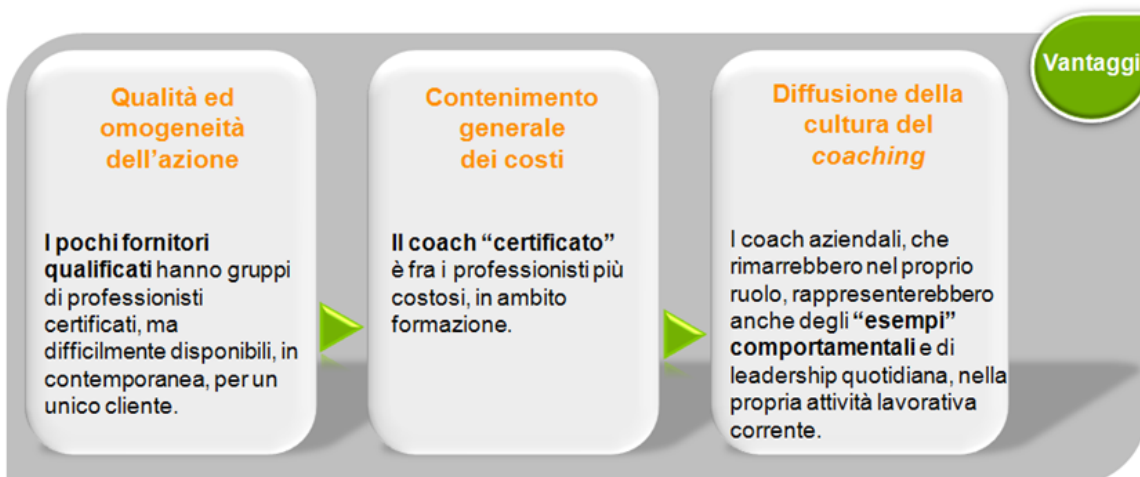 Vantaggi
Qualità ed
omogeneità
dell’azione
I pochi fornitori
qualificati hanno gruppi
di professionisti
certificati, ma
difficilmente disponibili, in
contemporanea, per un
unico cliente.
Contenimento
generale
dei costi
Il coach “certificato”
è fra i professionisti più
costosi, in ambito
formazione.
Diffusione della
cultura del
coaching
I coach aziendali, che
rimarrebbero nel proprio
ruolo, rappresenterebbero
anche degli “esempi”
comportamentali e di
leadership quotidiana, nella
propria attività lavorativa
corrente.